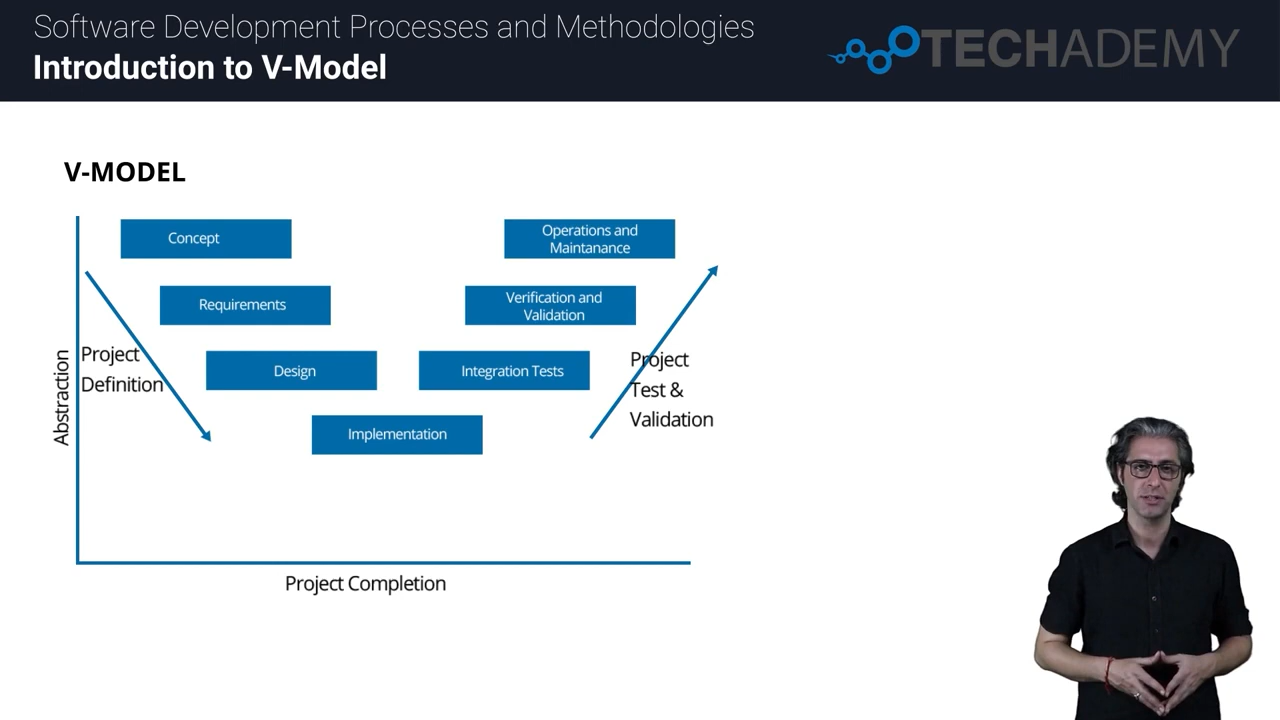 Software Development Processes and Methodologies
Introduction to V-Model
TECHADEMY
V-MODEL
Concept
Operations and
Maintanance
Requirements
Verification and
Validation
Project
Definition
Design
Integration Tests
Project
Test &
Validation
Abstraction
Implementation
Project Completion